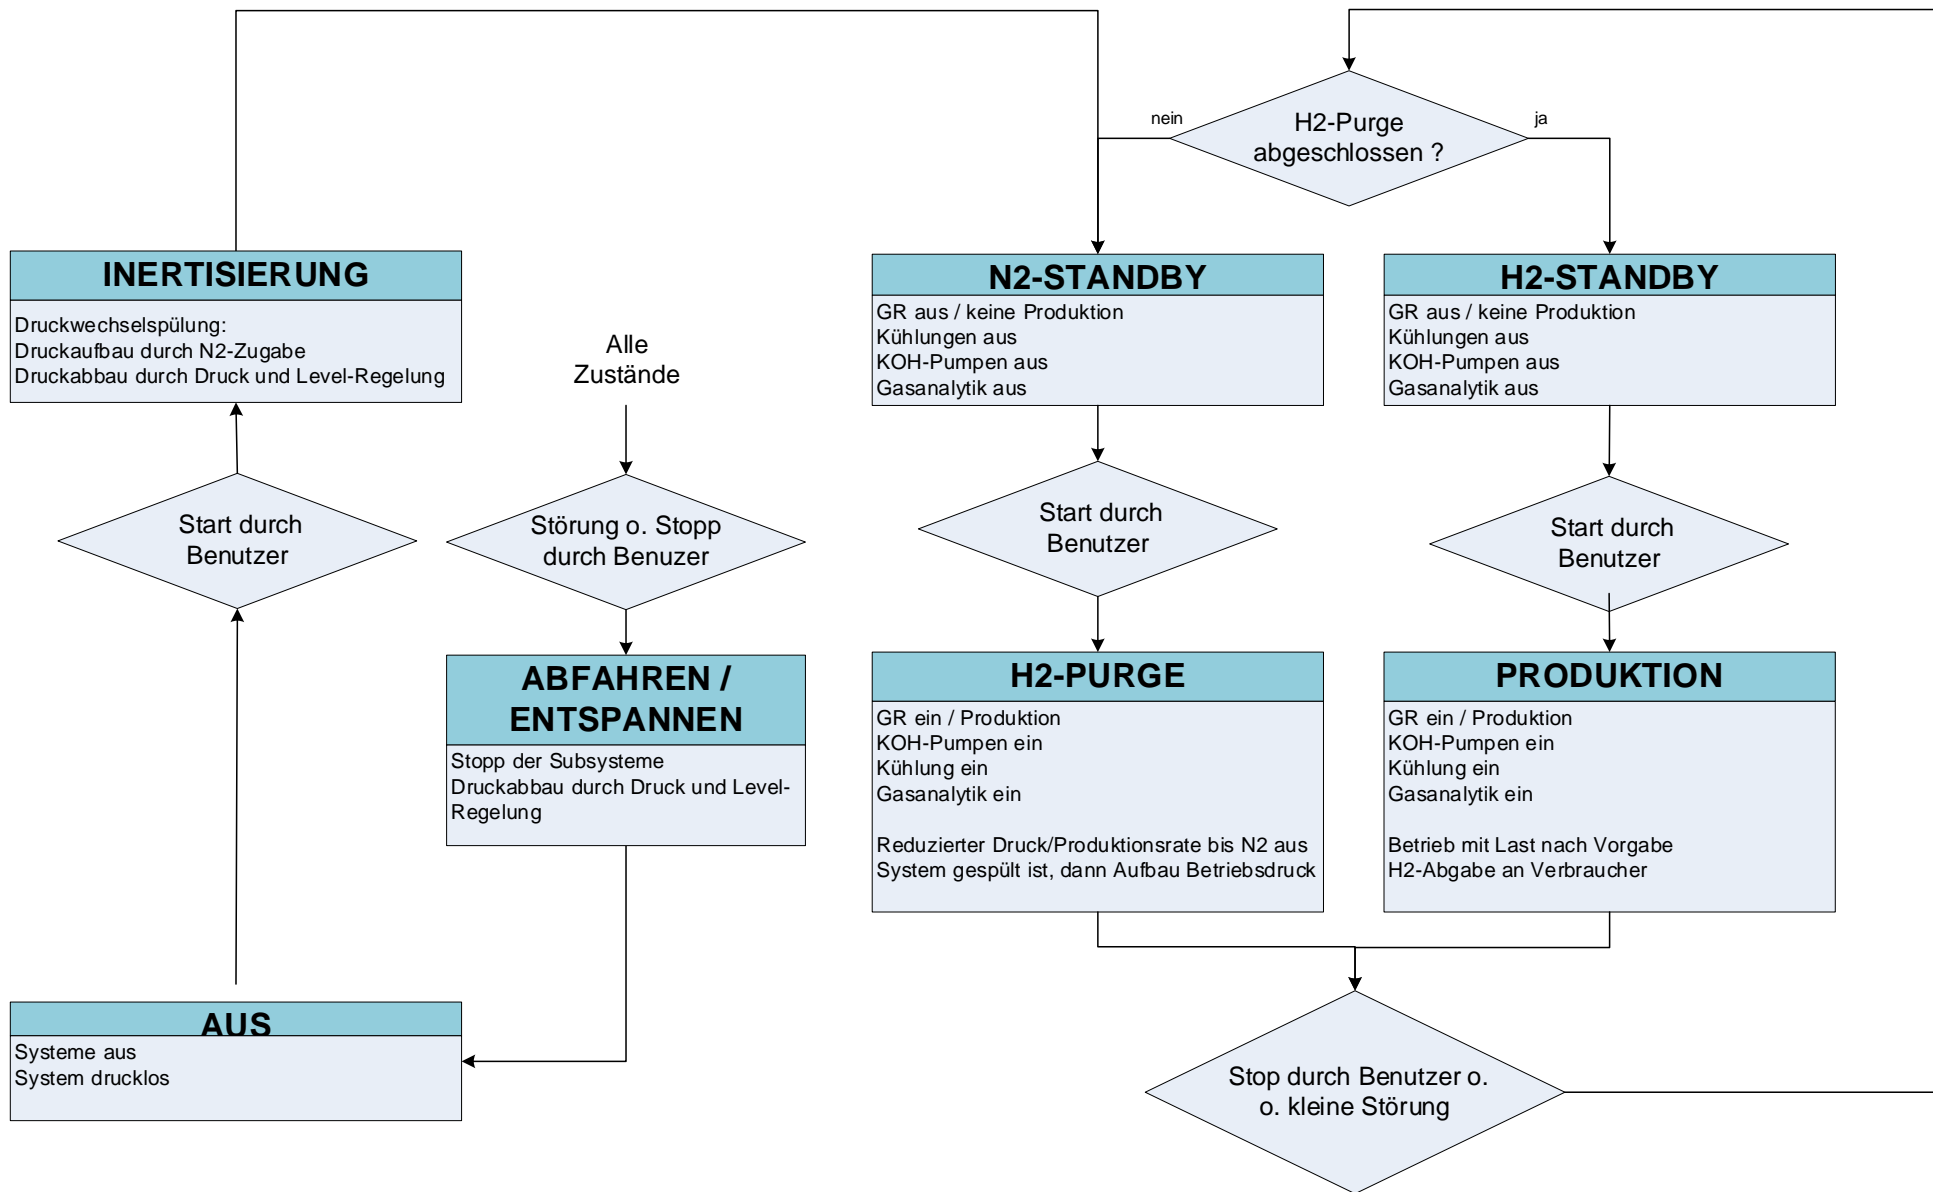 nein
H2-Purge
abgeschlossen ?
ja
INERTISIERUNG
Druckwechselspülung:
Druckaufbau durch N2-Zugabe
Druckabbau durch Druck und Level-Regelung
Alle
Zustände
N2-STANDBY
GR aus / keine Produktion
Kühlungen aus
KOH-Pumpen aus
Gasanalytik aus
H2-STANDBY
GR aus / keine Produktion
Kühlungen aus
KOH-Pumpen aus
Gasanalytik aus
Start durch
Benutzer
Störung o. Stopp
durch Benuzer
Start durch
Benutzer
Start durch
Benutzer
ABFAHREN /
ENTSPANNEN
Stopp der Subsysteme
Druckabbau durch Druck und Level-
Regelung
H2-PURGE
GR ein / Produktion
KOH-Pumpen ein
Kühlung ein
Gasanalytik ein
Reduzierter Druck/Produktionsrate bis N2 aus
System gespült ist, dann Aufbau Betriebsdruck
PRODUKTION
GR ein / Produktion
KOH-Pumpen ein
Kühlung ein
Gasanalytik ein
Betrieb mit Last nach Vorgabe
H2-Abgabe an Verbraucher
AUS
Systeme aus
System drucklos
Stop durch Benutzer o.
o. kleine Störung